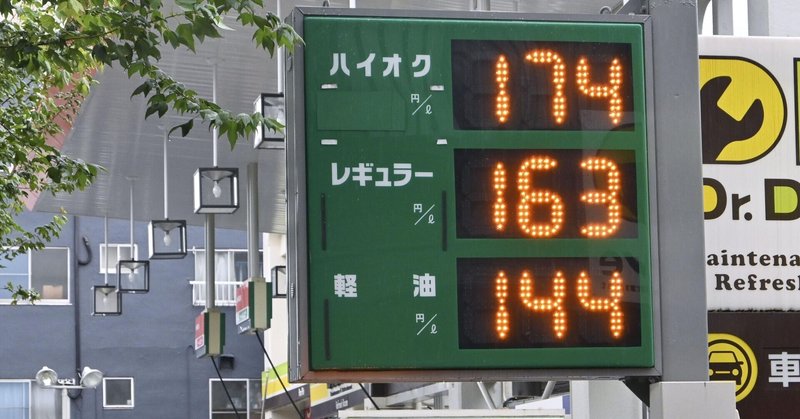 ハイオク
円/ℓ
174
レギュラー
円/ℓ
163
軽油
円/ℓ
144
Dr. D
aintenan
Refresh
車